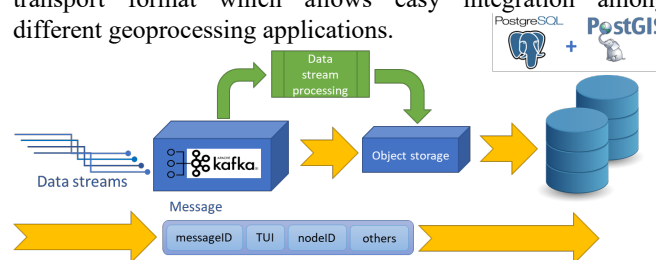 transport format which allows easy integration among
different geoprocessing applications.
PostgreSQL
+
PostGIS
Data
stream
processing
kafka
Object storage
Data streams
Message
messageID TUI nodeID others